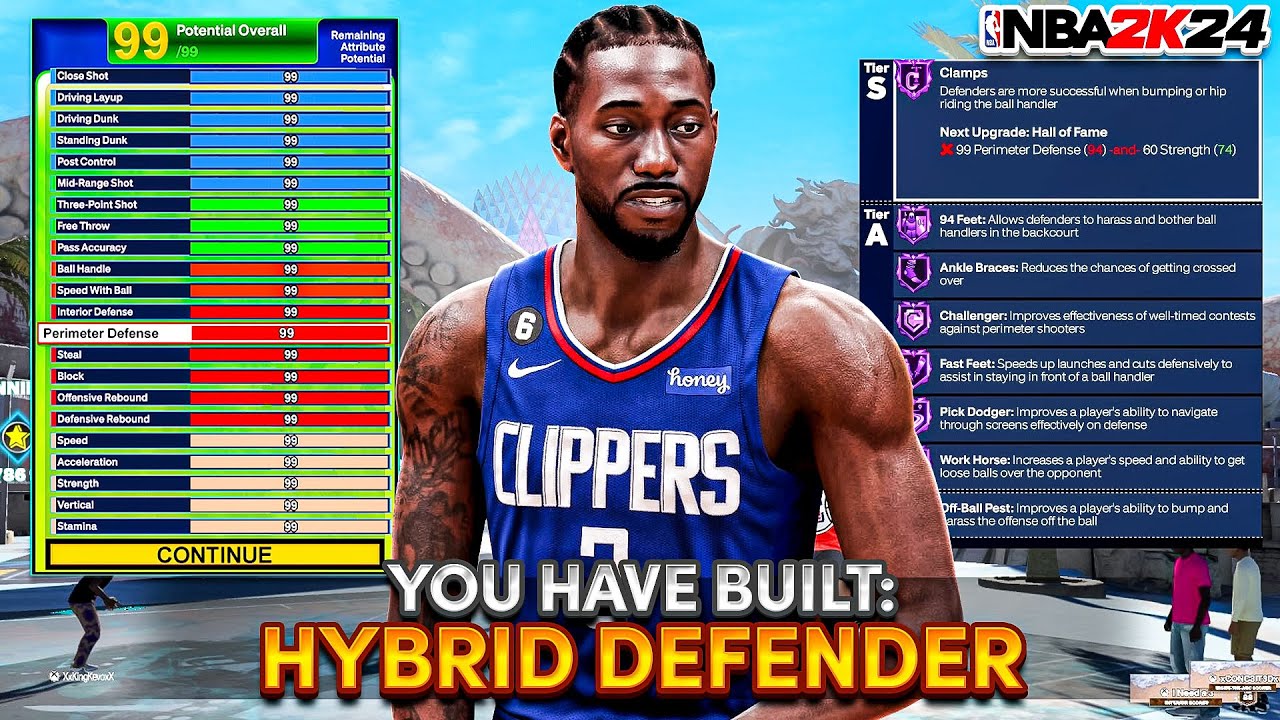 99 Potential Overall
/99
Remaining
Attribute
Potential
Close Shot 99
Driving Layup 99
Driving Dunk 99
Standing Dunk 99
Post Control 99
Mid-Range Shot 99
Three-Point Shot 99
Free Throw 99
Pass Accuracy 99
Ball Handle 99
Speed With Ball 99
Interior Defense 99
Perimeter Defense 99
Steal 99
Block 99
Offensive Rebound 99
Defensive Rebound 99
Speed 99
Acceleration 99
Strength 99
Vertical 99
Stamina 99
CONTINUE
NBA 2K24
Tier
S
Clamps
Defenders are more successful when bumping or hip
riding the ball handler
Next Upgrade: Hall of Fame
99 Perimeter Defense (94) -and- 60 Strength (74)
Tier
A
94 Feet: Allows defenders to harass and bother ball
handlers in the backcourt
Ankle Braces: Reduces the chances of getting crossed
over
Challenger: Improves effectiveness of well-timed contests
against perimeter shooters
Fast Feet: Speeds up launches and cuts defensively to
assist in staying in front of a ball handler
Pick Dodger: Improves a player's ability to navigate
through screens effectively on defense
Work Horse: Increases a player's speed and ability to get
loose balls over the opponent
Off-Ball Pest: Improves a player's ability to bump and
harass the offense off the ball
6
honey
CLIPPERS
2
786
YOU HAVE BUILT:
HYBRID DEFENDER
XxKingKevoxX